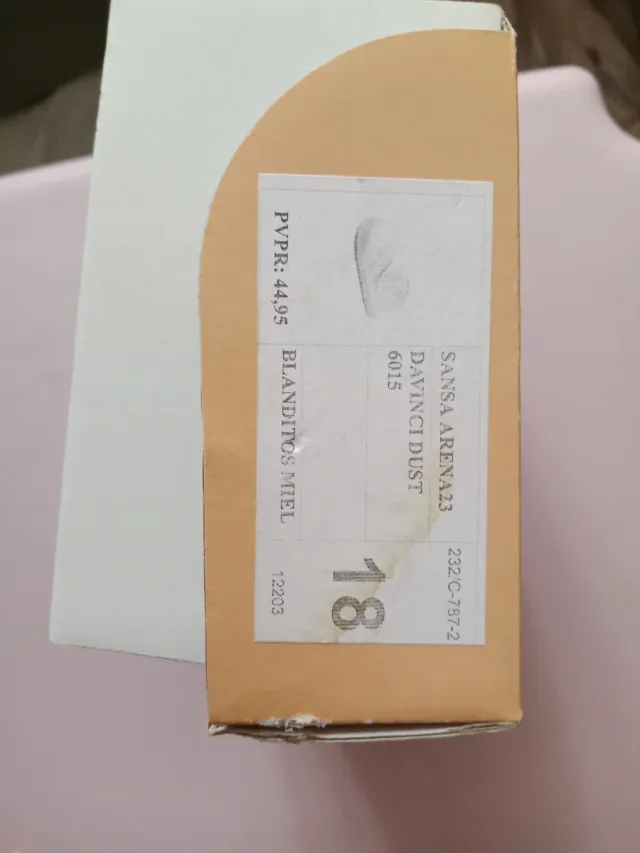 SANSA ARENA23
DAVINCI DUST
6015
232/C-787-2
18
PVPR: 44,95
BLANDITOS MIEL
12203